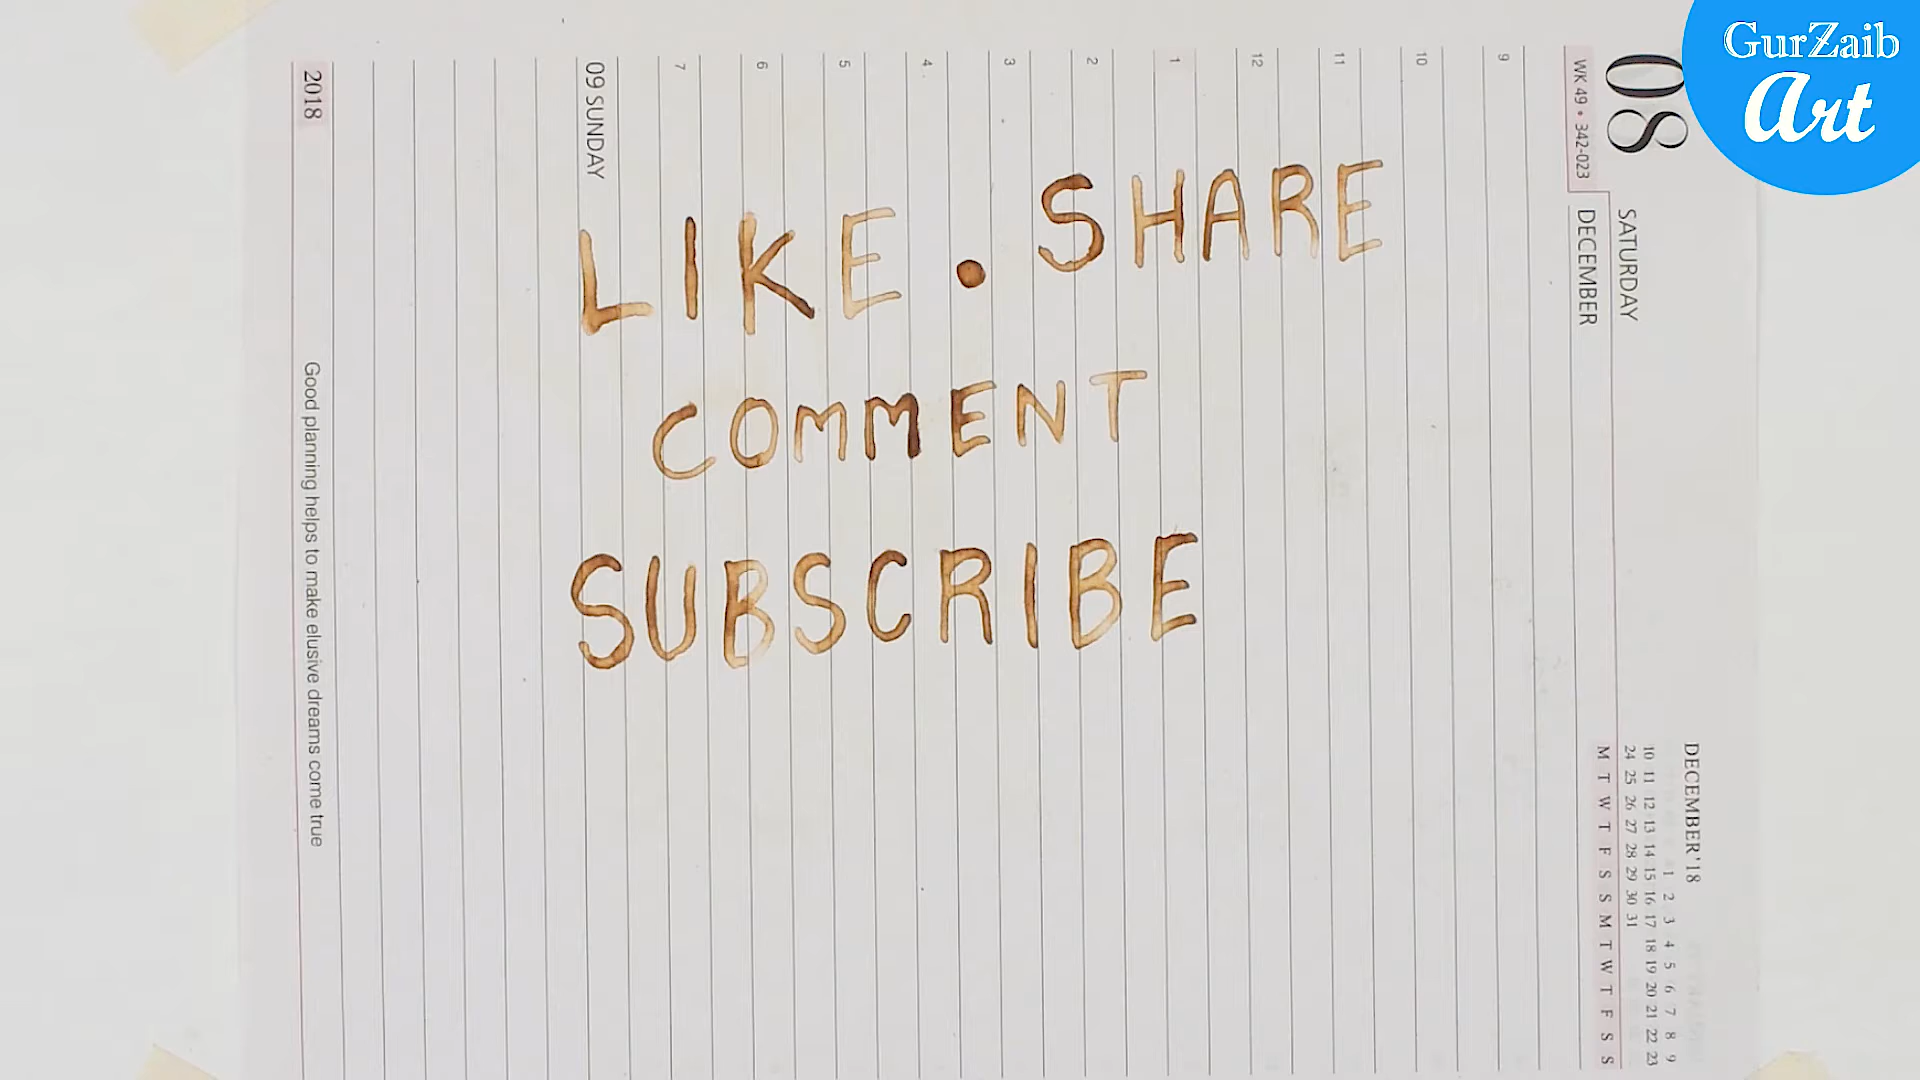 GurZaib
Art
LIKE . SHARE
COMMENT
SUBSCRIBE
08
SATURDAY
WK 49 • 342-023
DECEMBER
9
10
11
12
1
2
3
4
5
6
7
09 SUNDAY
2018
Good planning helps to make elusive dreams come true
DECEMBER'18
1 2 3 4 5 6 7 8 9
10 11 12 13 14 15 16 17 18 19 20 21 22 23
24 25 26 27 28 29 30 31
M T W T F S S M T W T F S S